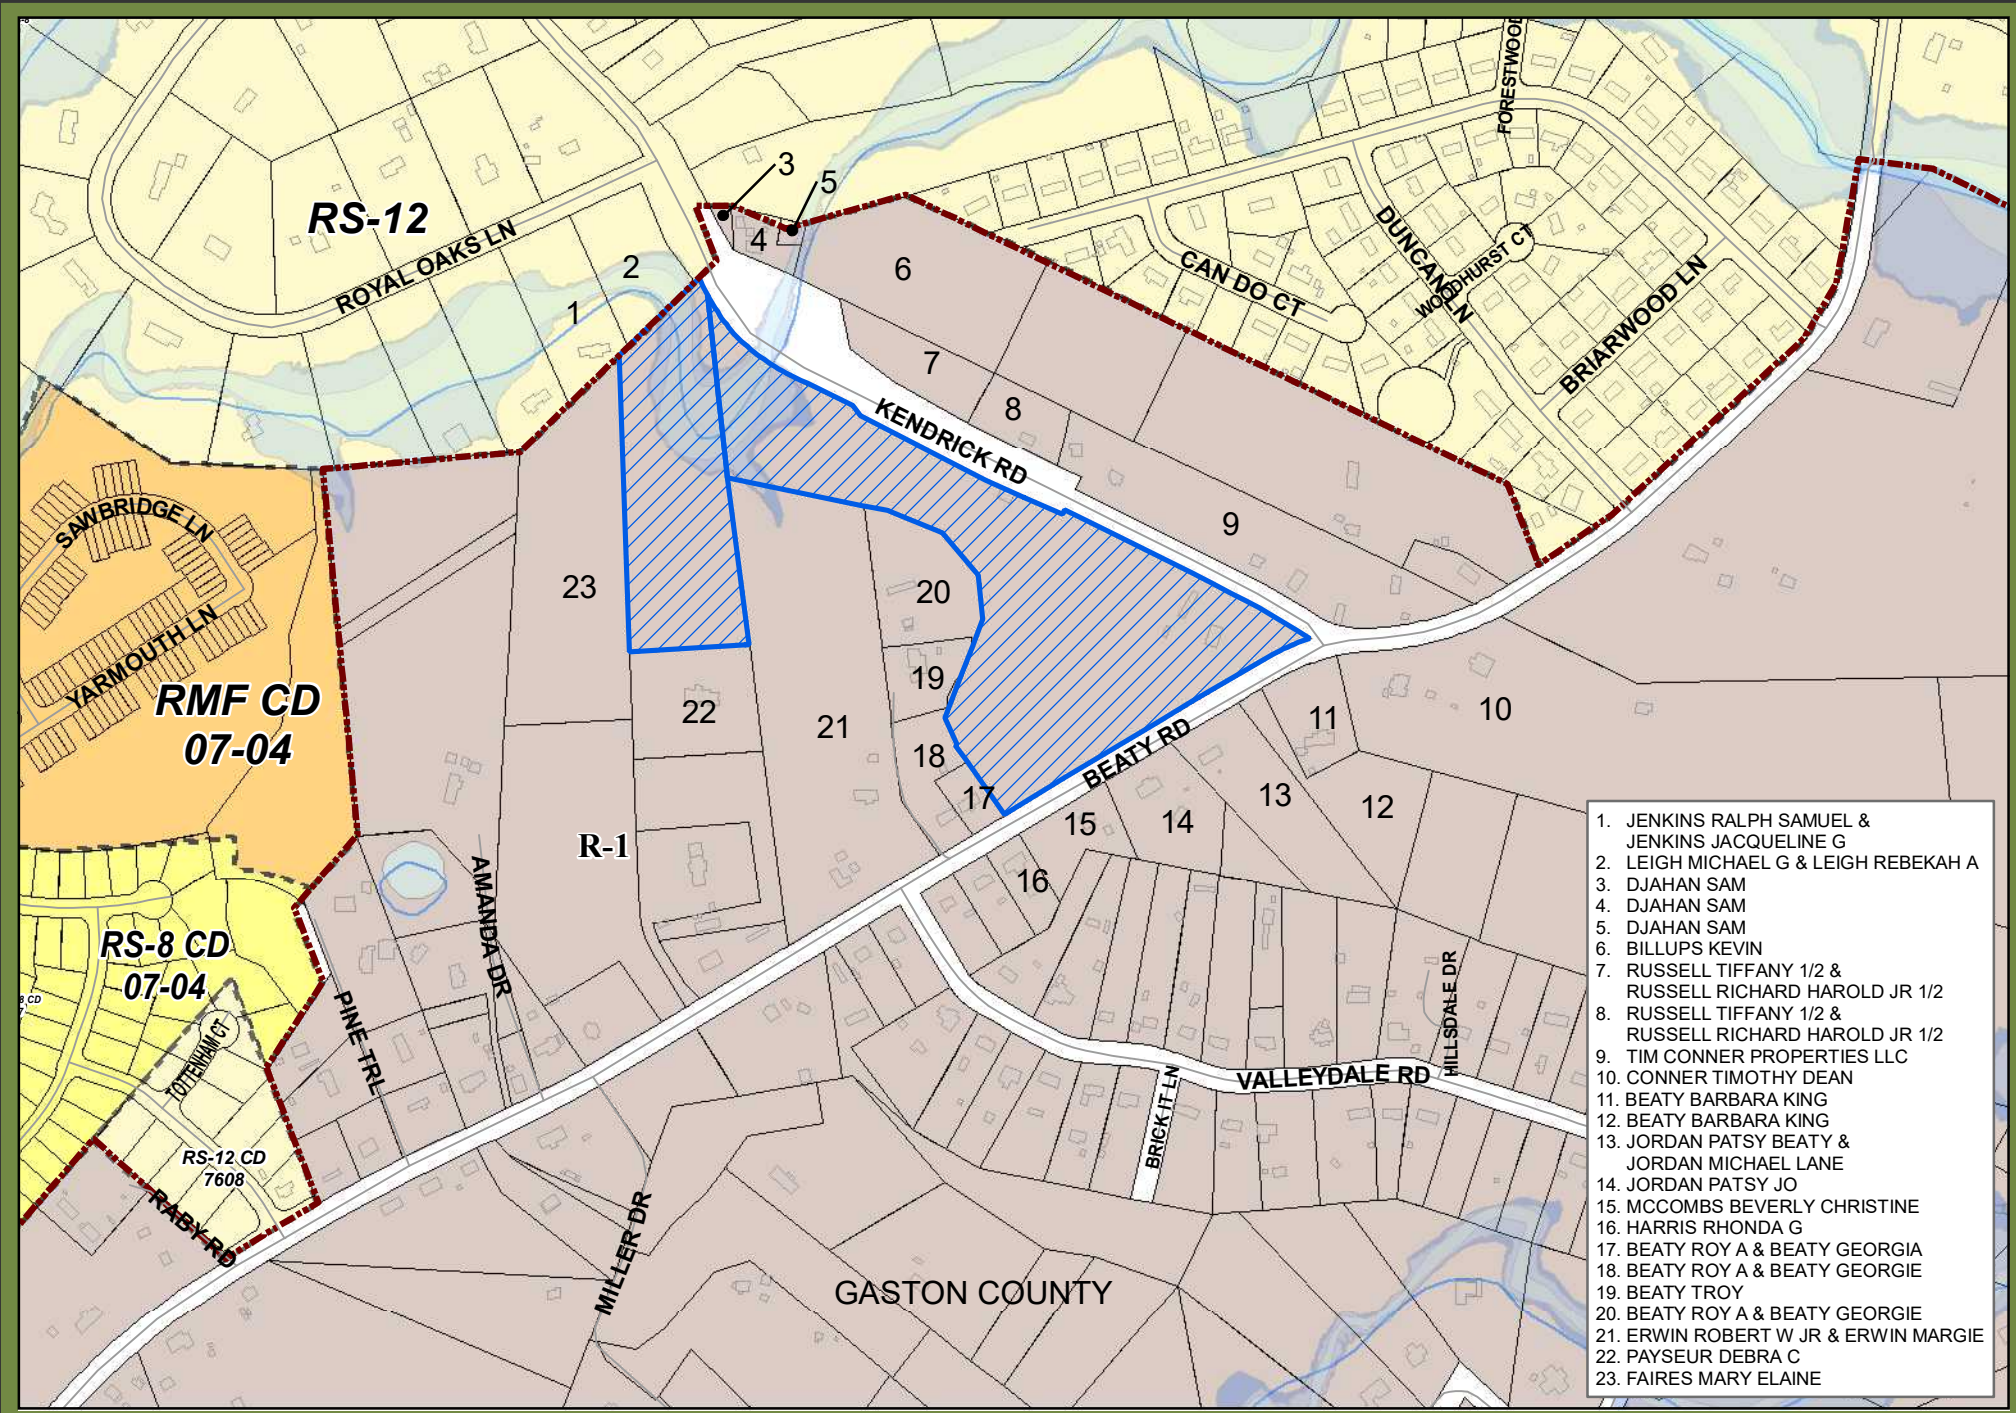 FORESTWOOD
3
5
RS-12
4
2
6
ROYAL OAKS LN
1
CAN DO CT
DUNCAN LN
WOODHURST CT
BRIARWOOD LN
7
8
KENDRICK RD
9
SAWBRIDGE LN
23
20
YARMOUTH LN
19
RMF CD
07-04
22
21
18
17
BEATY RD
11
10
13
12
15
14
16
R-1
AMANDA DR
RS-8 CD
07-04
PINE TRL
HILLSDALE DR
TOTTENHAM CT
VALLEYDALE RD
BRICK IT LN
RS-12 CD
7608
RABY RD
MILLER DR
GASTON COUNTY
1. JENKINS RALPH SAMUEL &
JENKINS JACQUELINE G
2. LEIGH MICHAEL G & LEIGH REBEKAH A
3. DJAHAN SAM
4. DJAHAN SAM
5. DJAHAN SAM
6. BILLUPS KEVIN
7. RUSSELL TIFFANY 1/2 &
RUSSELL RICHARD HAROLD JR 1/2
8. RUSSELL TIFFANY 1/2 &
RUSSELL RICHARD HAROLD JR 1/2
9. TIM CONNER PROPERTIES LLC
10. CONNER TIMOTHY DEAN
11. BEATY BARBARA KING
12. BEATY BARBARA KING
13. JORDAN PATSY BEATY &
JORDAN MICHAEL LANE
14. JORDAN PATSY JO
15. MCCOMBS BEVERLY CHRISTINE
16. HARRIS RHONDA G
17. BEATY ROY A & BEATY GEORGIA
18. BEATY ROY A & BEATY GEORGIE
19. BEATY TROY
20. BEATY ROY A & BEATY GEORGIE
21. ERWIN ROBERT W JR & ERWIN MARGIE
22. PAYSEUR DEBRA C
23. FAIRES MARY ELAINE